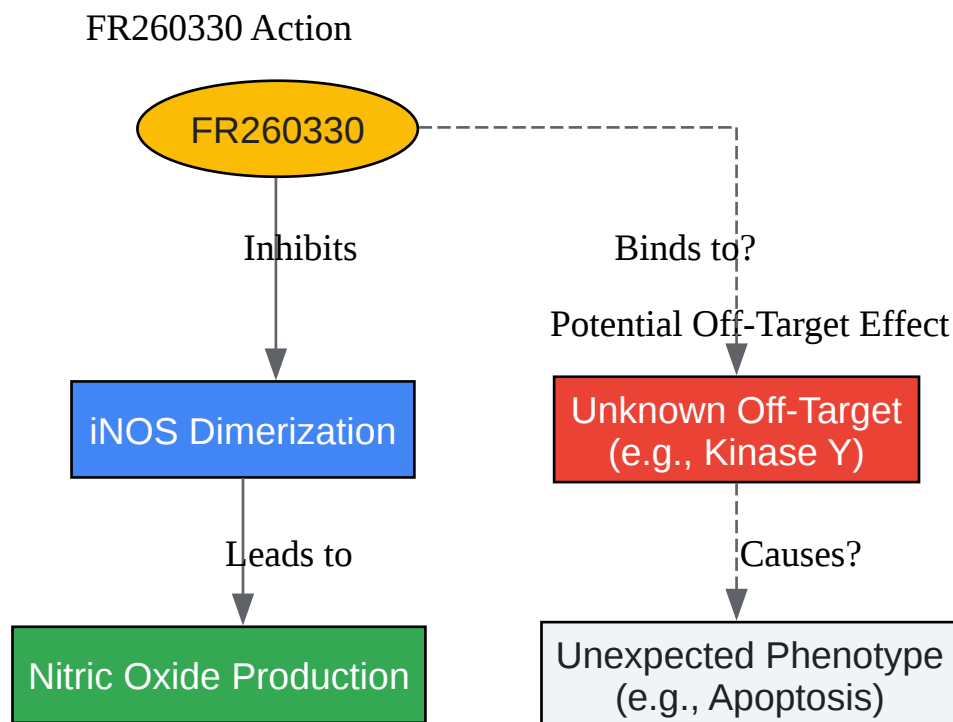 FR260330 Action
FR260330
Inhibits
Binds to?
Potential Off-Target Effect
iNOS Dimerization
Unknown Off-Target
(e.g., Kinase Y)
Leads to
Causes?
Nitric Oxide Production
Unexpected Phenotype
(e.g., Apoptosis)